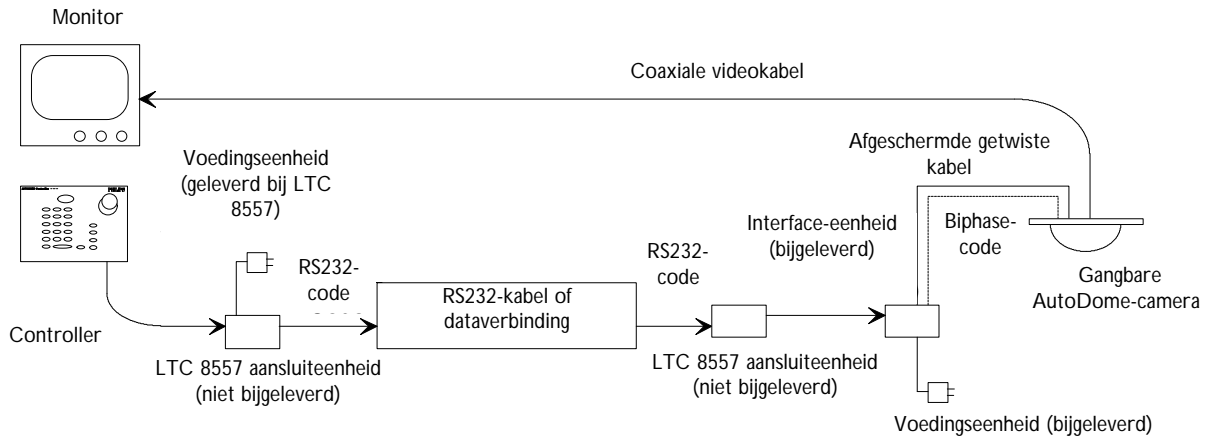 Monitor
Coaxiale videokabel
Afgeschermde getwiste
kabel
Voedingseenheid
(geleverd bij LTC
8557)
Interface-eenheid
(bijgeleverd)
Biphase-
code
RS232-
code
RS232-kabel of
dataverbinding
RS232-
code
Gangbare
AutoDome-camera
Controller
LTC 8557 aansluiteenheid
(niet bijgeleverd)
LTC 8557 aansluiteenheid
(niet bijgeleverd)
Voedingseenheid (bijgeleverd)